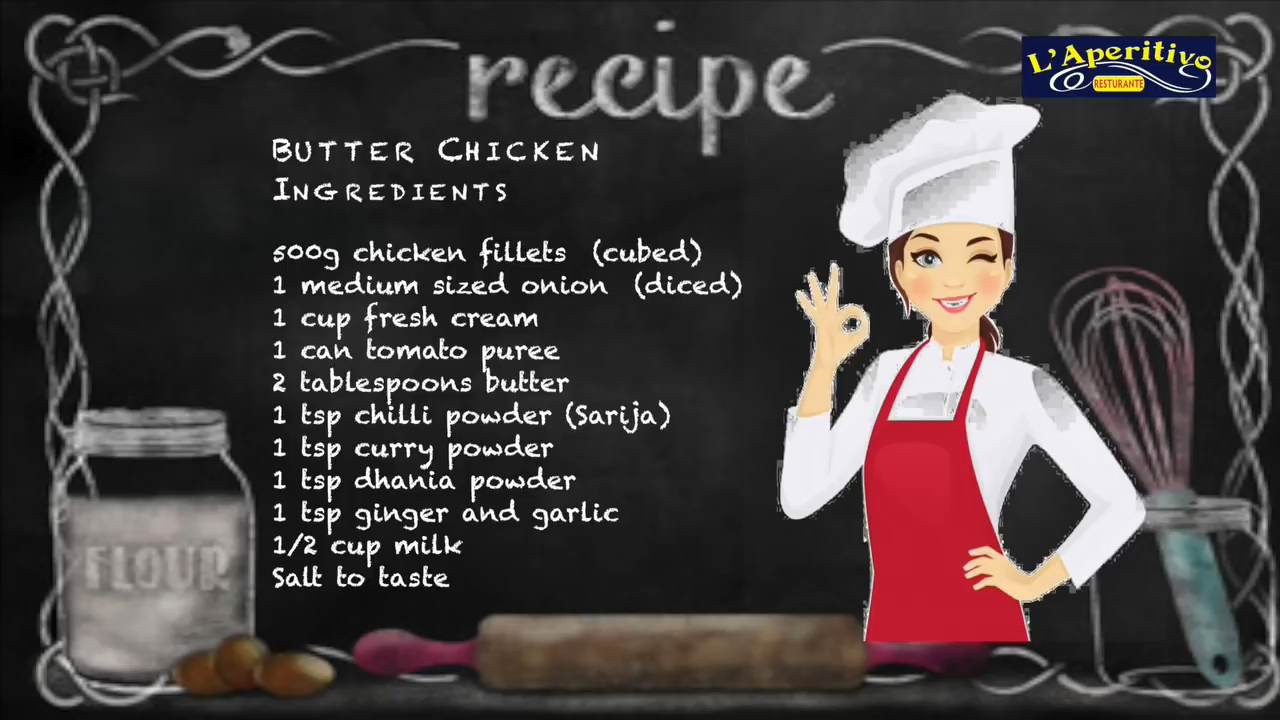 recipe
L'Aperitivo
RESTURANTE
BUTTER CHICKEN
INGREDIENTS
500g chicken fillets (cubed)
1 medium sized onion (diced)
1 cup fresh cream
1 can tomato puree
2 tablespoons butter
1 tsp chilli powder (Sarija)
1 tsp curry powder
1 tsp dhania powder
1 tsp ginger and garlic
1/2 cup milk
Salt to taste
FLOUR